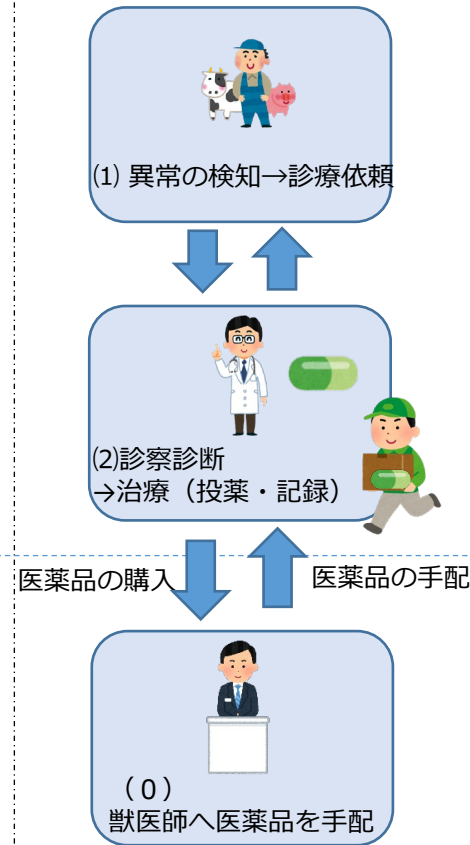 ⑴ 異常の検知→診療依頼
⑵診察診断
→治療（投薬・記録）
医薬品の購入
医薬品の手配
（0）
獣医師へ医薬品を手配